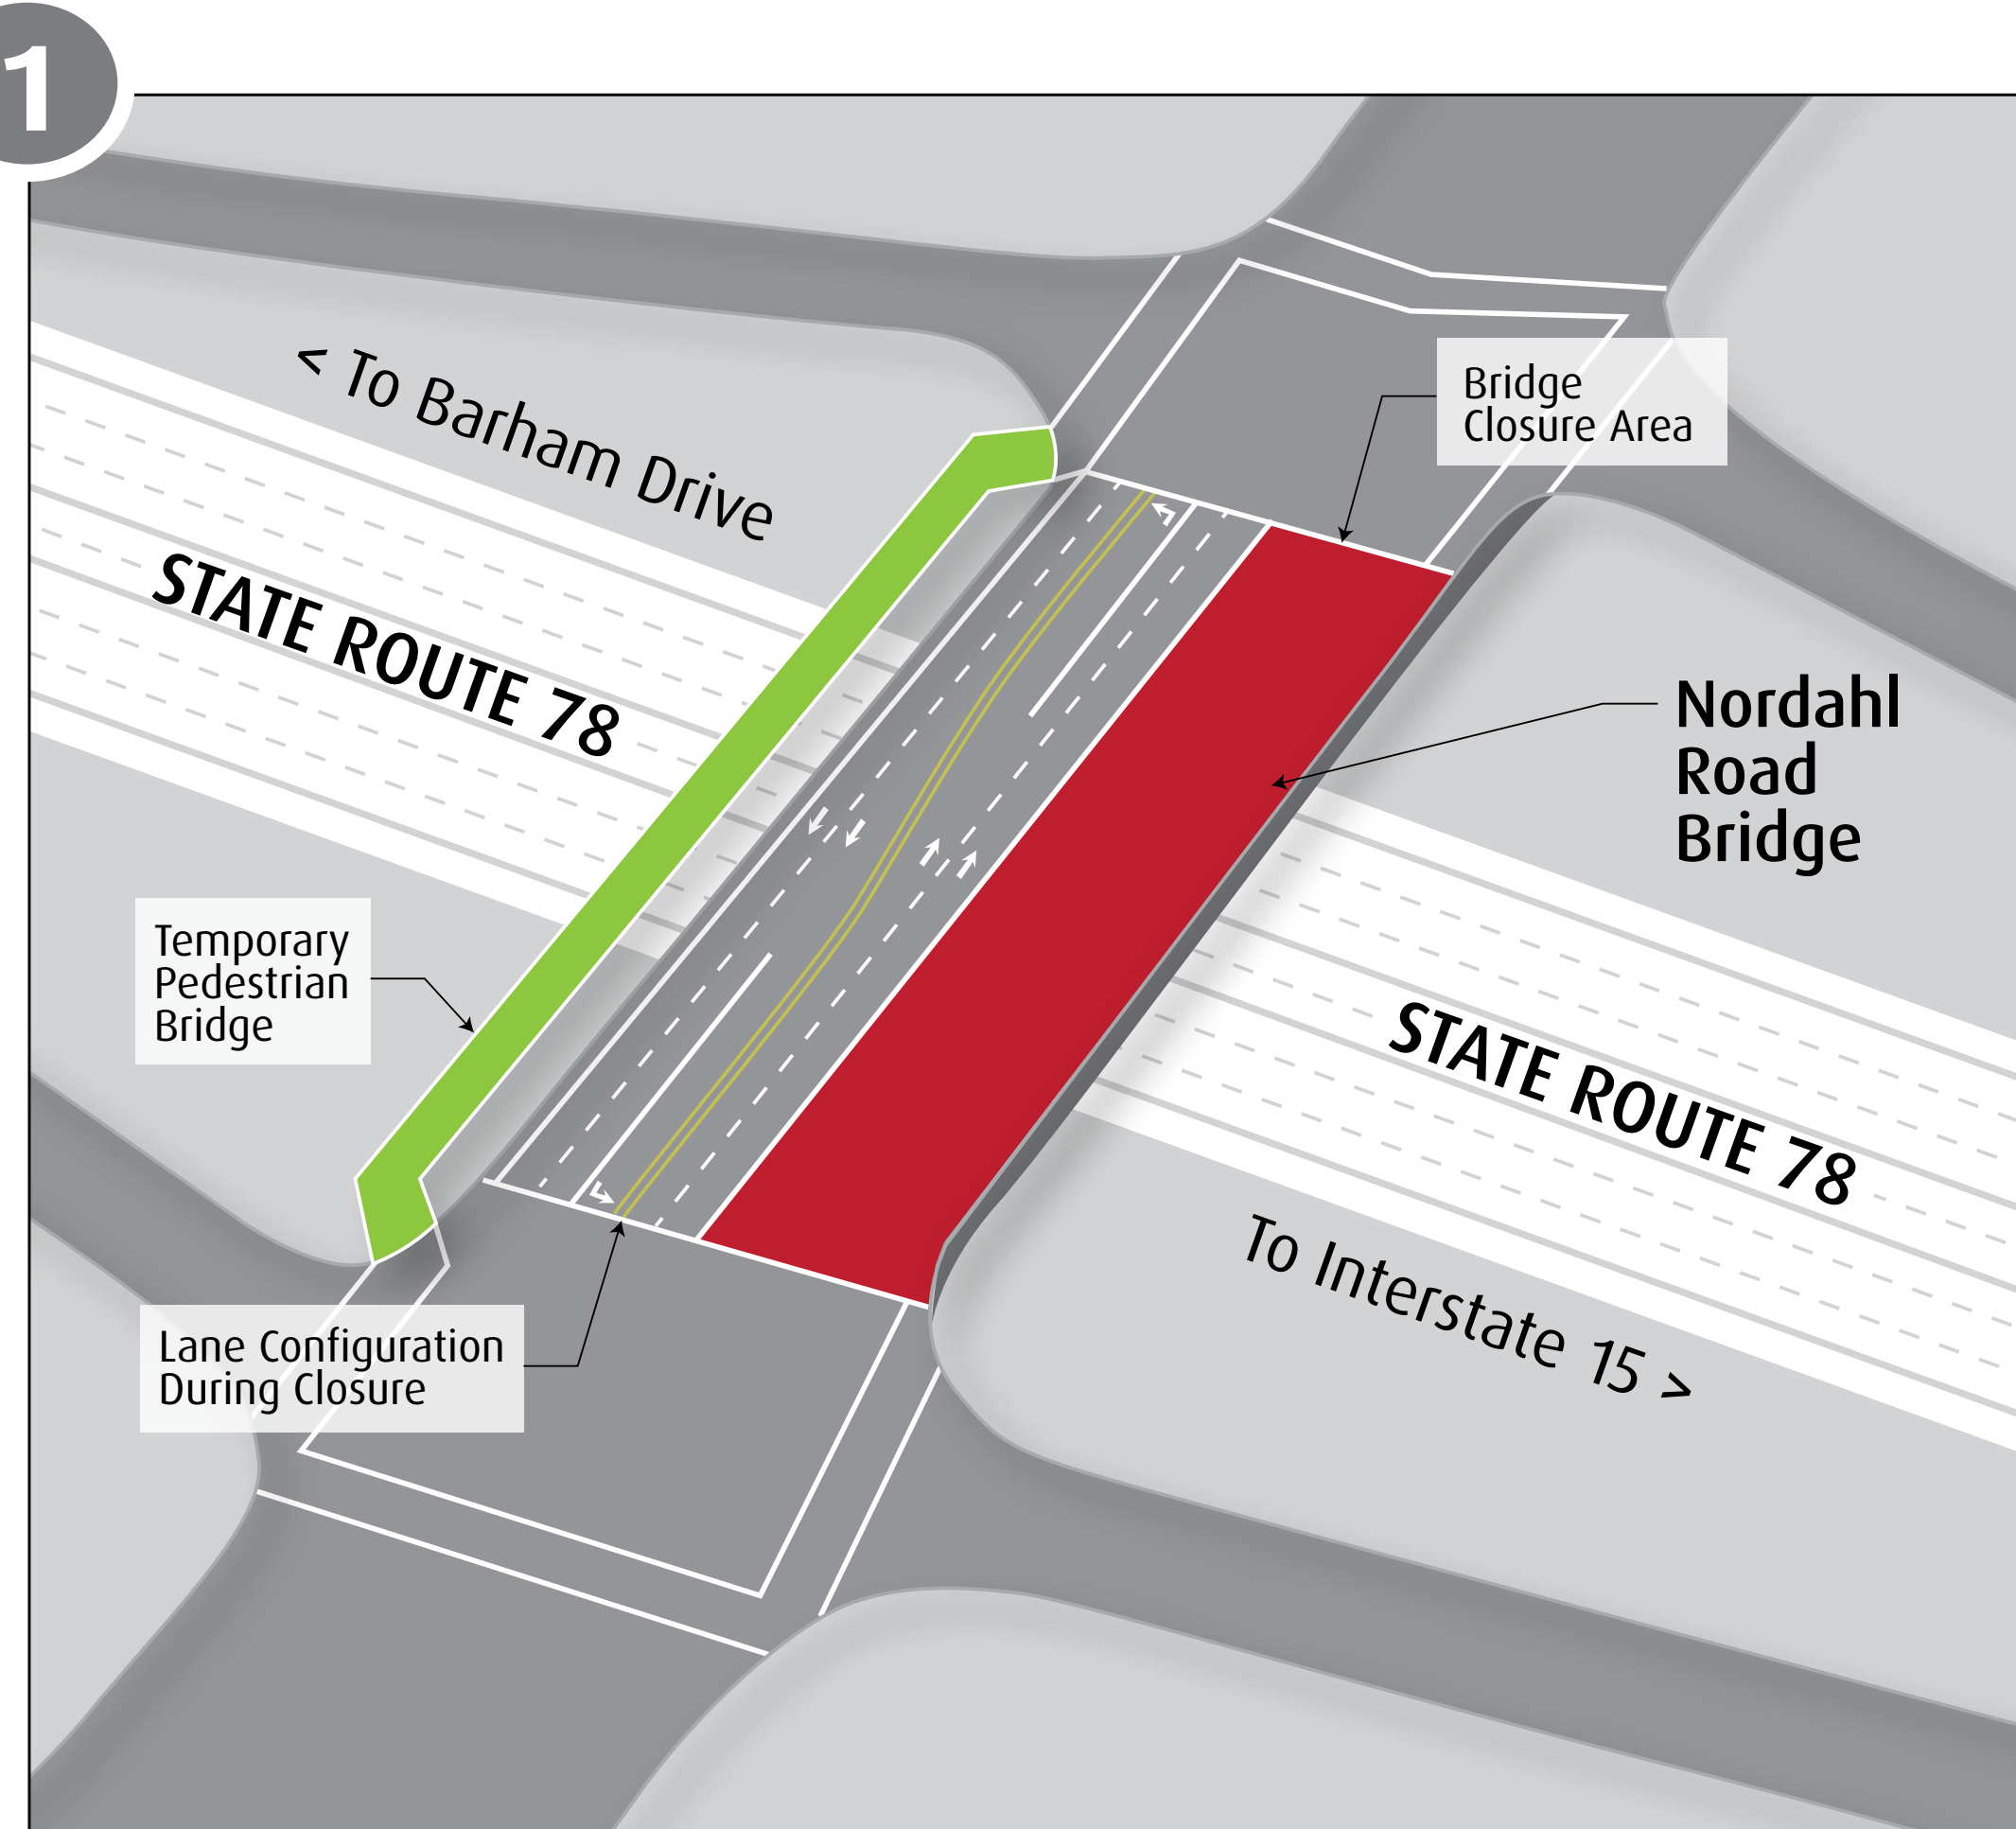 1
< To Barham Drive
Bridge
Closure Area
STATE ROUTE 78
Nordahl
Road
Bridge
Temporary
Pedestrian
Bridge
STATE ROUTE 78
To Interstate 15 >
Lane Configuration
During Closure